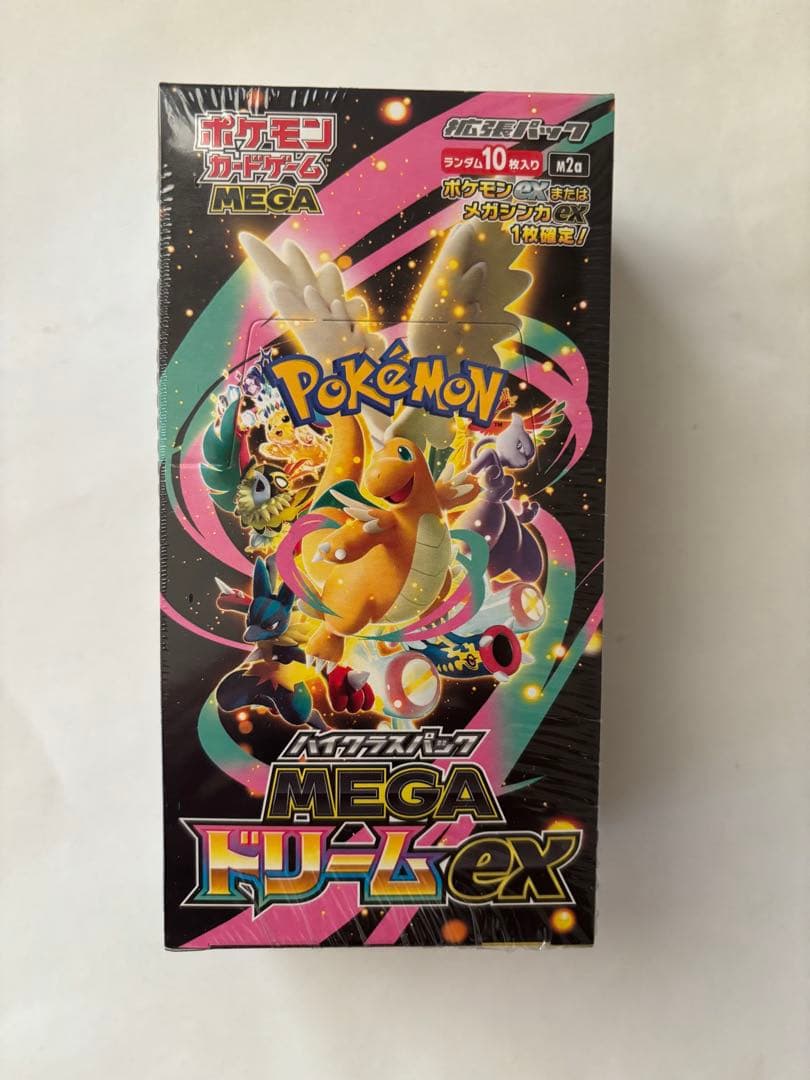 ポケモン
カードゲーム™
MEGA
拡張パック
ランダム10枚入り M2a
ポケモンexまたは
メガシンカex
1枚確定!
POKéMON™
ハイクラスパック
MEGA
ドリームex